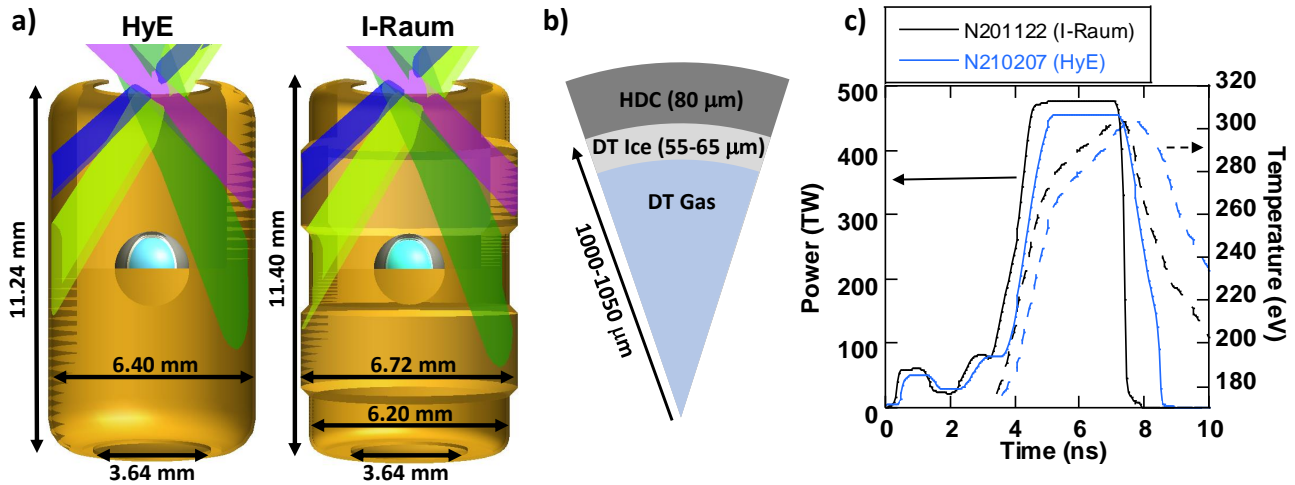 a)
HyE
I-Raum
11.24 mm
6.40 mm
3.64 mm
11.40 mm
6.72 mm
6.20 mm
3.64 mm
b)
HDC (80 μm)
DT Ice (55-65 μm)
DT Gas
1000-1050 μm
c)
N201122 (I-Raum)
N210207 (HyE)
Power (TW)
500
400
300
200
100
0
0 2 4 6 8 10
Time (ns)
320
300
280
260
240
220
200
180
Temperature (eV)